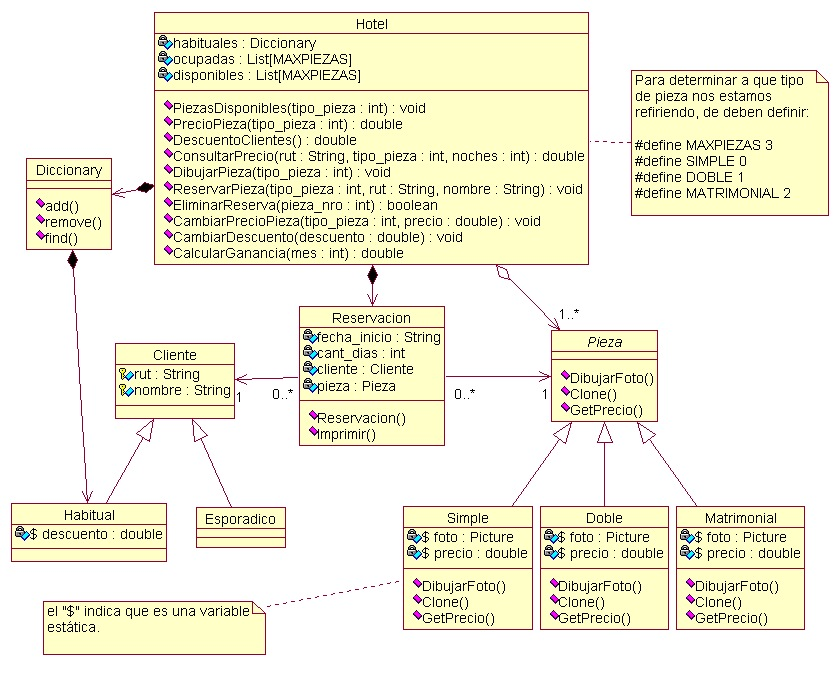 Hotel
habituales : Diccionary
ocupadas : List[MAXPIEZAS]
disponibles : List[MAXPIEZAS]
PiezasDisponibles(tipo_pieza : int) : void
PrecioPieza(tipo_pieza : int) : double
DescuentoClientes() : double
ConsultarPrecio(rut : String, tipo_pieza : int, noches : int) : double
DibujarPieza(tipo_pieza : int) : void
ReservarPieza(tipo_pieza : int, rut : String, nombre : String) : void
EliminarReserva(pieza_nro : int) : boolean
CambiarPrecioPieza(tipo_pieza : int, precio : double) : void
CambiarDescuento(descuento : double) : void
CalcularGanancia(mes : int) : double
Para determinar a que tipo
de pieza nos estamos
refiriendo, de deben definir:
#define MAXPIEZAS 3
#define SIMPLE 0
#define DOBLE 1
#define MATRIMONIAL 2
Diccionary
add()
remove()
find()
Reservacion
fecha_inicio : String
cant_dias : int
cliente : Cliente
pieza : Pieza
Reservacion()
Imprimir()
1..*
Pieza
DibujarFoto()
Clone()
GetPrecio()
Cliente
rut : String
nombre : String
1
0..*
0..*
1
Habitual
$ descuento : double
Esporadico
Simple
$ foto : Picture
$ precio : double
DibujarFoto()
Clone()
GetPrecio()
Doble
$ foto : Picture
$ precio : double
DibujarFoto()
Clone()
GetPrecio()
Matrimonial
$ foto : Picture
$ precio : double
DibujarFoto()
Clone()
GetPrecio()
el "$" indica que es una variable
estática.